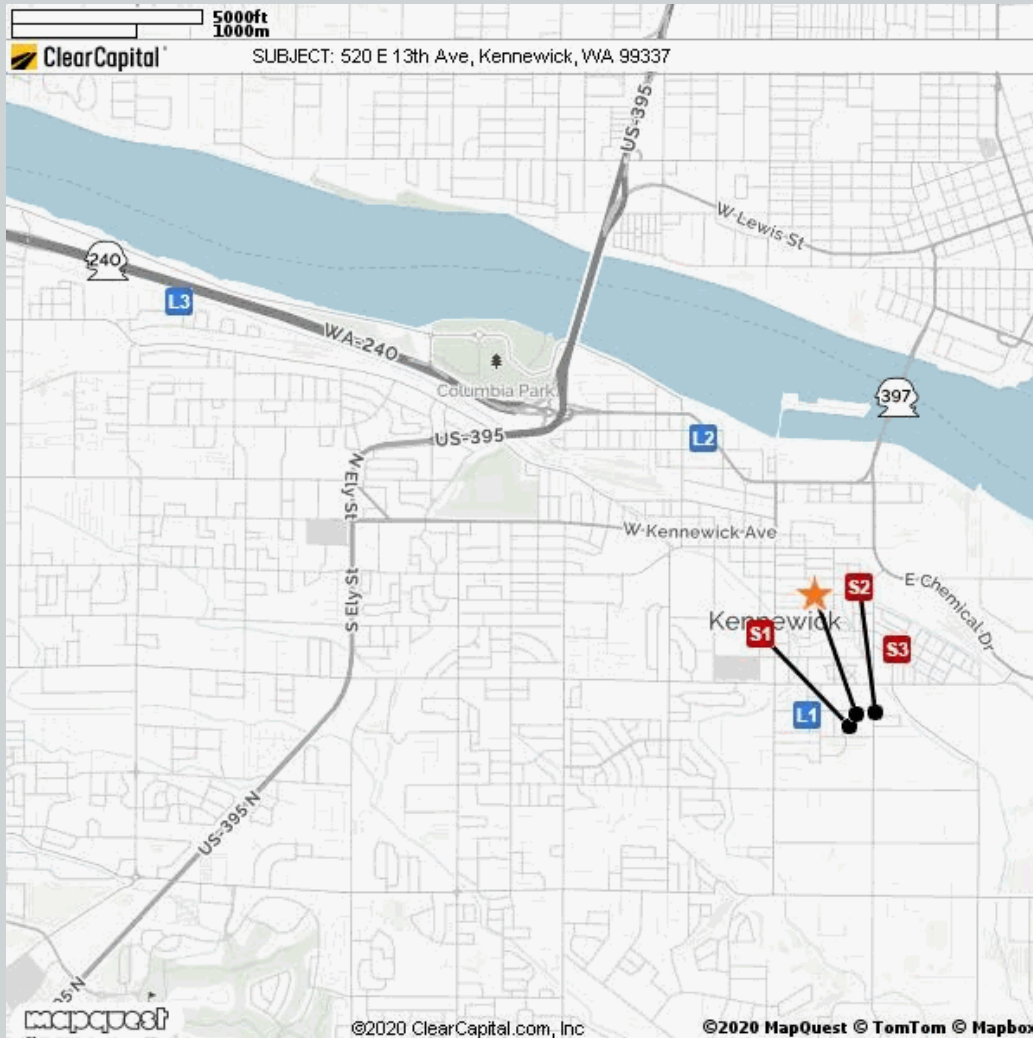 5000ft
1000m
ClearCapital
SUBJECT: 520 E 13th Ave, Kennewick, WA 99337
US-395
W Lewis St
240
L3
WA-240
Columbia Park
397
US-395
L2
N Ely St
W Kennewick Ave
S Ely St
E Chemical Dr
S2
Kennewick
S1
S3
L1
US-395 N
95 N
mapquest
©2020 ClearCapital.com, Inc
©2020 MapQuest © TomTom © Mapbox